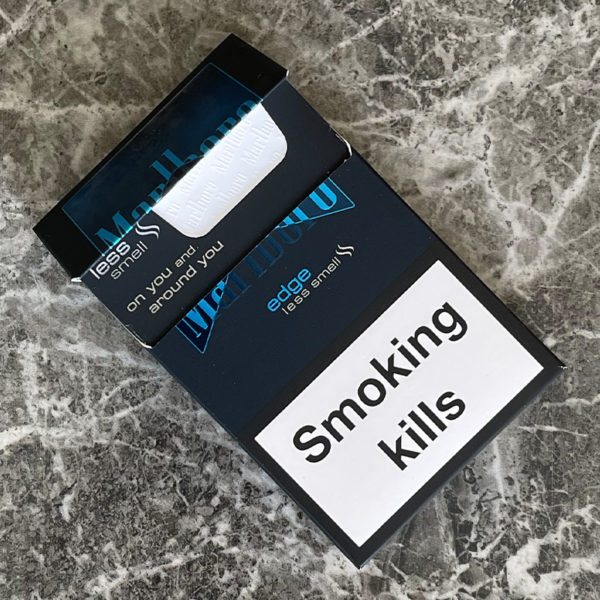 Marlboro
less
smell
on you and
around you
Marlboro
edge
less smell
Smoking
kills